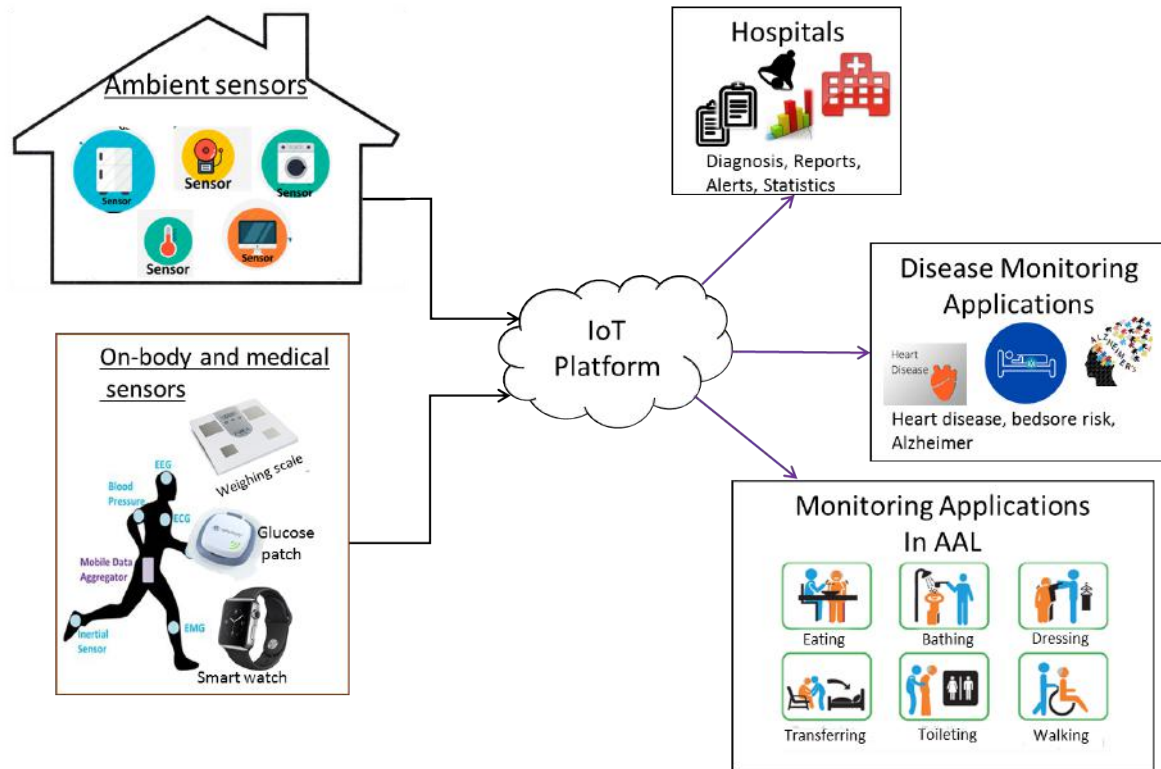 Ambient sensors
Sensor
Sensor
Sensor
Sensor
Sensor
On-body and medical
sensors
Weighing scale
EEG
Blood
Pressure
ECG
Glucose
patch
Mobile Data
Aggregator
Inertial
Sensor
EMG
Smart watch
IoT
Platform
Hospitals
Diagnosis, Reports,
Alerts, Statistics
Disease Monitoring
Applications
Heart
Disease
ALZHEIMER'S
Heart disease, bedsore risk,
Alzheimer
Monitoring Applications
In AAL
Eating
Bathing
Dressing
Transferring
Toileting
Walking